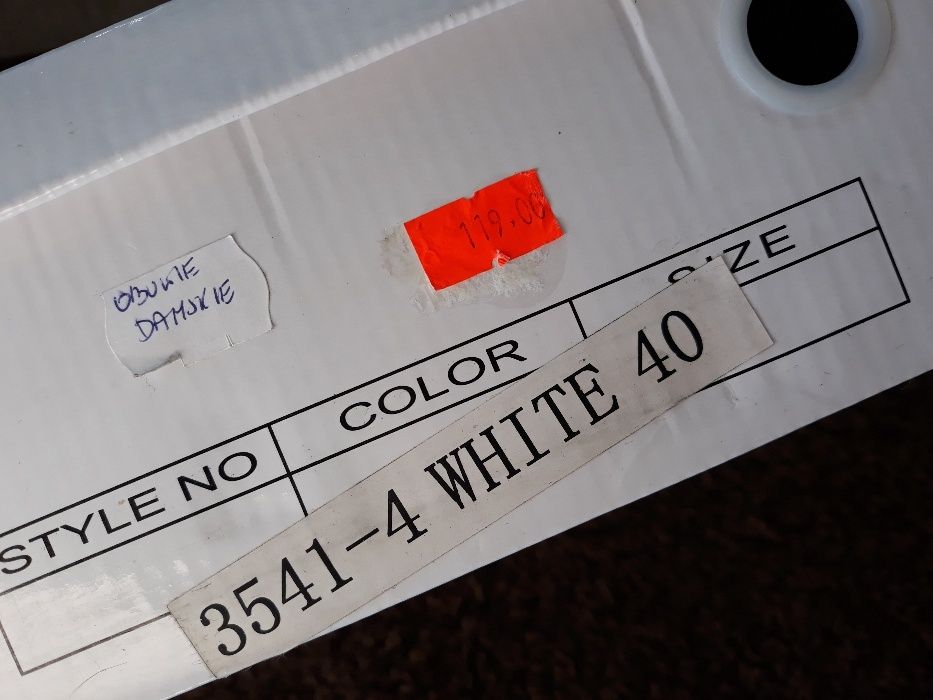 OBUWIE
DAMSKIE
119,00
STYLE NO COLOR SIZE
3541-4 WHITE 40